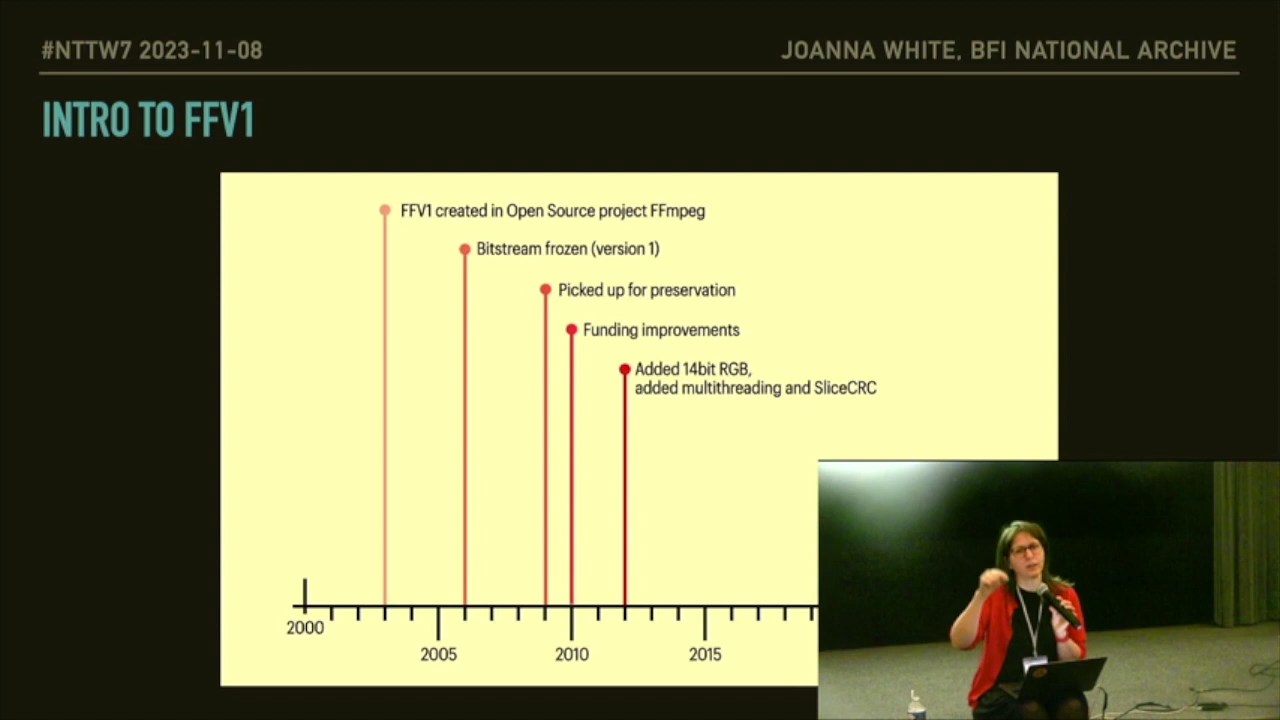 #NTTW7 2023-11-08
JOANNA WHITE, BFI NATIONAL ARCHIVE
INTRO TO FFV1
FFV1 created in Open Source project FFmpeg
Bitstream frozen (version 1)
Picked up for preservation
Funding improvements
Added 14bit RGB,
added multithreading and SliceCRC
2000
2005
2010
2015